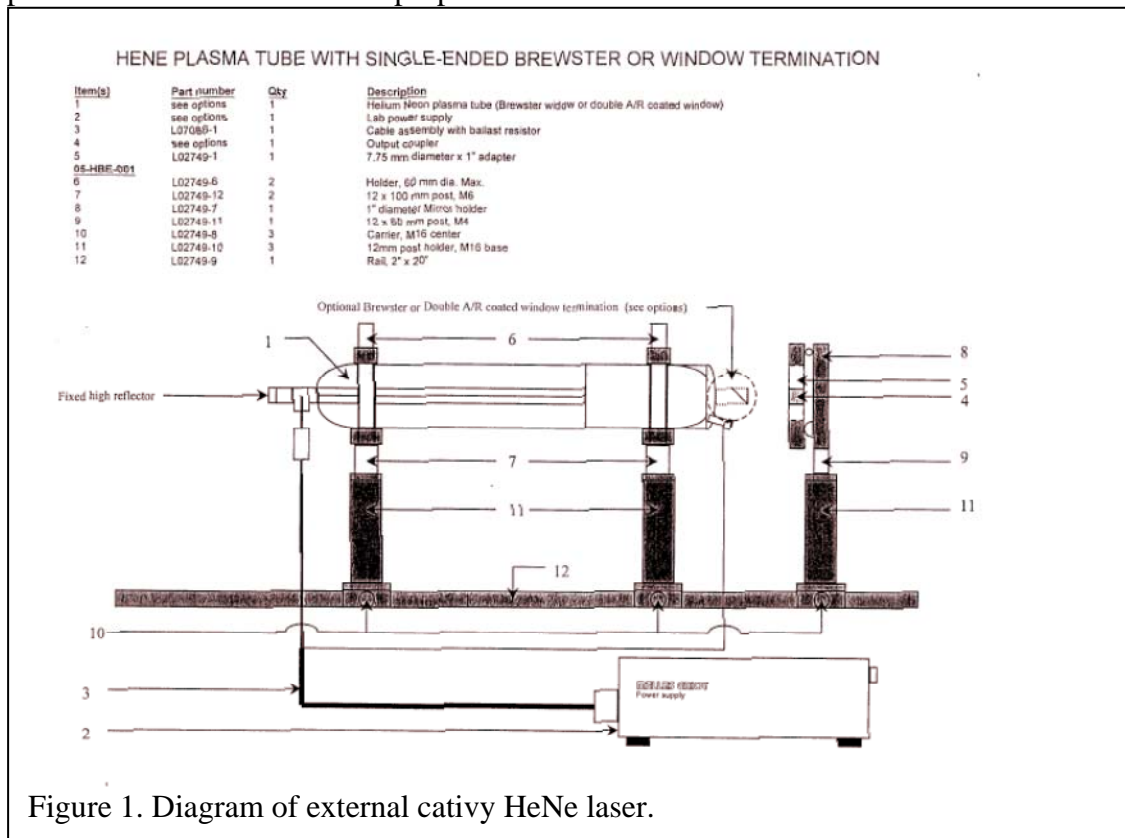 HENE PLASMA TUBE WITH SINGLE-ENDED BREWSTER OR WINDOW TERMINATION
Item(s) Part number Qty Description
1 see options 1 Helium Neon plasma tube (Brewster widow or double A/R coated window)
2 see options 1 Lab power supply
3 L07086-1 1 Cable assembly with ballast resistor
4 see options 1 Output coupler
5 L02749-1 1 7.75 mm diameter x 1" adapter
05-HBE-001
6 L02749-6 2 Holder, 60 mm dia. Max.
7 L02749-12 2 12 x 100 mm post, M6
8 L02749-7 1 1" diameter Mirror holder
9 L02749-11 1 12 x 60 mm post, M4
10 L02749-8 3 Carrier, M16 center
11 L02749-10 3 12mm post holder, M16 base
12 L02749-9 1 Rail, 2" x 20"
Optional Brewster or Double A/R coated window termination (see options)
1 6
8
5
4
Fixed high reflector
7 9
11 11
12
10
3
MELLES GRIOT
Power supply
2
Figure 1. Diagram of external cativy HeNe laser.